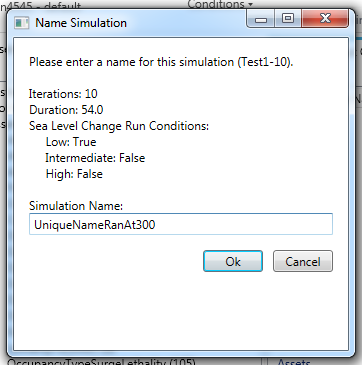 n4545 - default
Conditions
Name Simulation
Please enter a name for this simulation (Test1-10).
Iterations: 10
Duration: 54.0
Sea Level Change Run Conditions:
Low: True
Intermediate: False
High: False
Simulation Name:
UniqueNameRanAt300
Ok
Cancel
OccupancyTypeSurgeLethality (105)
Assets